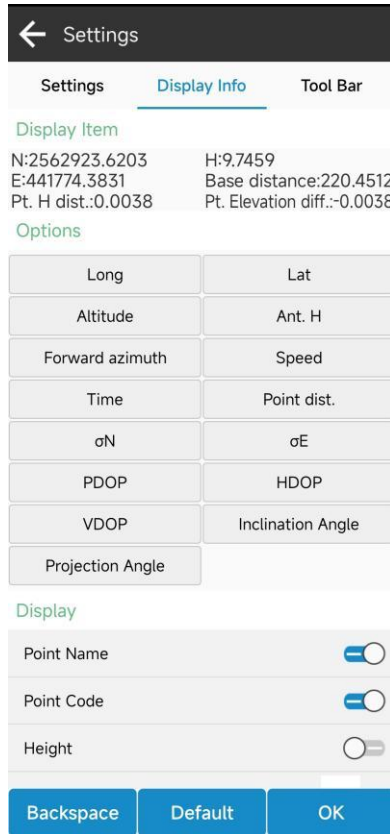 Settings
Settings Display Info Tool Bar
Display Item
N:2562923.6203 H:9.7459
E:441774.3831 Base distance:220.4512
Pt. H dist.:0.0038 Pt. Elevation diff.:-0.0038
Options
Long Lat
Altitude Ant. H
Forward azimuth Speed
Time Point dist.
σN σE
PDOP HDOP
VDOP Inclination Angle
Projection Angle
Display
Point Name
Point Code
Height
Backspace Default OK